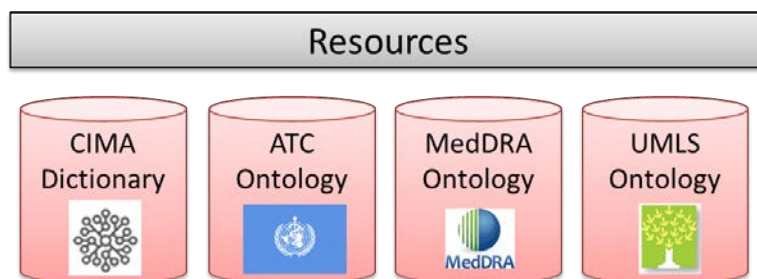 Resources
CIMA
Dictionary
ATC
Ontology
MedDRA
Ontology
MedDRA
UMLS
Ontology